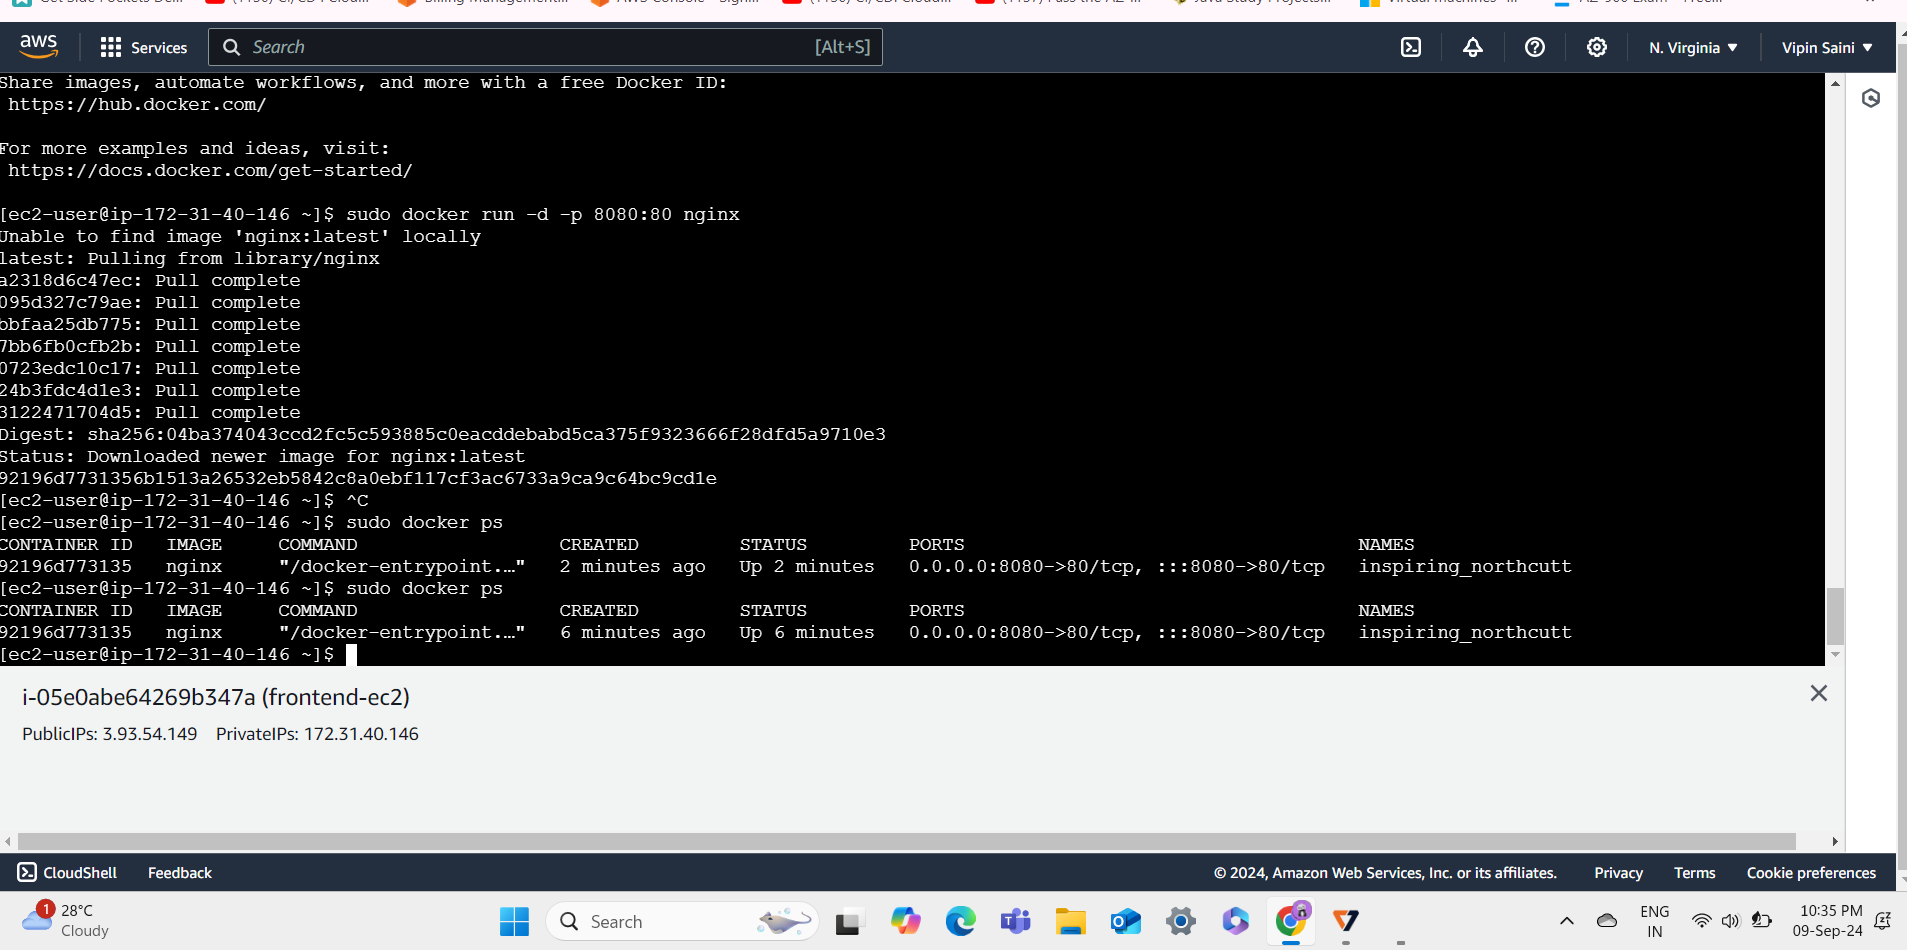 aws
Services
Search
[Alt+S]
N. Virginia
Vipin Saini
Share images, automate workflows, and more with a free Docker ID:
https://hub.docker.com/
For more examples and ideas, visit:
https://docs.docker.com/get-started/
[ec2-user@ip-172-31-40-146 ~]$ sudo docker run -d -p 8080:80 nginx
Unable to find image 'nginx:latest' locally
latest: Pulling from library/nginx
a2318d6c47ec: Pull complete
095d327c79ae: Pull complete
bbfaa25db775: Pull complete
7bb6fb0cfb2b: Pull complete
0723edc10c17: Pull complete
24b3fdc4d1e3: Pull complete
3122471704d5: Pull complete
Digest: sha256:04ba374043ccd2fc5c593885c0eacddebabd5ca375f9323666f28dfd5a9710e3
Status: Downloaded newer image for nginx:latest
92196d7731356b1513a26532eb5842c8a0ebf117cf3ac6733a9ca9c64bc9cd1e
[ec2-user@ip-172-31-40-146 ~]$ ^C
[ec2-user@ip-172-31-40-146 ~]$ sudo docker ps
CONTAINER ID IMAGE COMMAND CREATED STATUS PORTS NAMES
92196d773135 nginx "/docker-entrypoint.…" 2 minutes ago Up 2 minutes 0.0.0.0:8080->80/tcp, :::8080->80/tcp inspiring_northcutt
[ec2-user@ip-172-31-40-146 ~]$ sudo docker ps
CONTAINER ID IMAGE COMMAND CREATED STATUS PORTS NAMES
92196d773135 nginx "/docker-entrypoint.…" 6 minutes ago Up 6 minutes 0.0.0.0:8080->80/tcp, :::8080->80/tcp inspiring_northcutt
[ec2-user@ip-172-31-40-146 ~]$
i-05e0abe64269b347a (frontend-ec2)
PublicIPs: 3.93.54.149 PrivateIPs: 172.31.40.146
CloudShell
Feedback
© 2024, Amazon Web Services, Inc. or its affiliates.
Privacy
Terms
Cookie preferences
1
28°C
Cloudy
Search
ENG
IN
10:35 PM
09-Sep-24